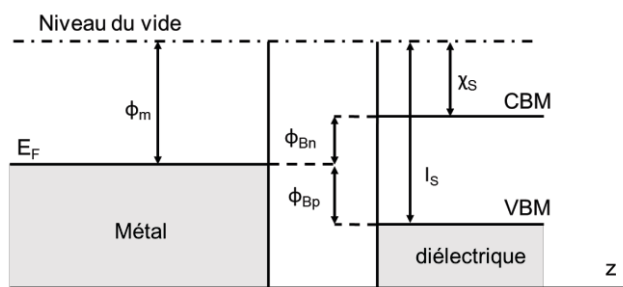 Niveau du vide
ϕm
χS
CBM
EF
ϕBn
IS
ϕBp
VBM
Métal
diélectrique
z